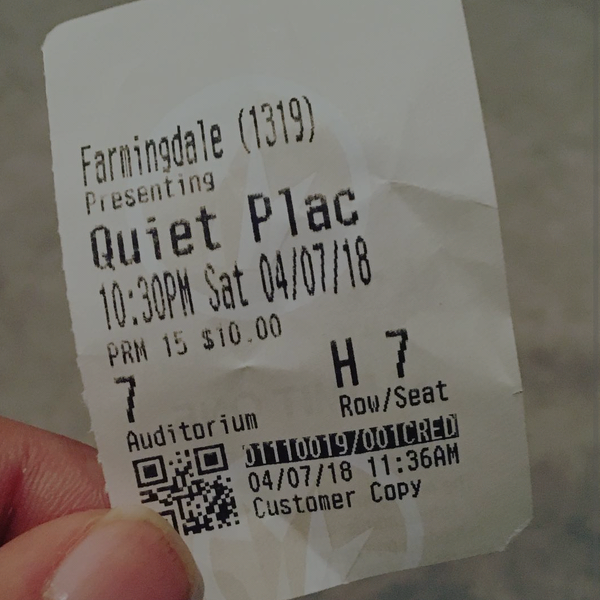 Farmingdale (1319)
Presenting
Quiet Plac
10:30PM Sat 04/07/18
PRM 15 $10.00
7 H 7
Auditorium Row/Seat
01110019/001CRED
04/07/18 11:36AM
Customer Copy